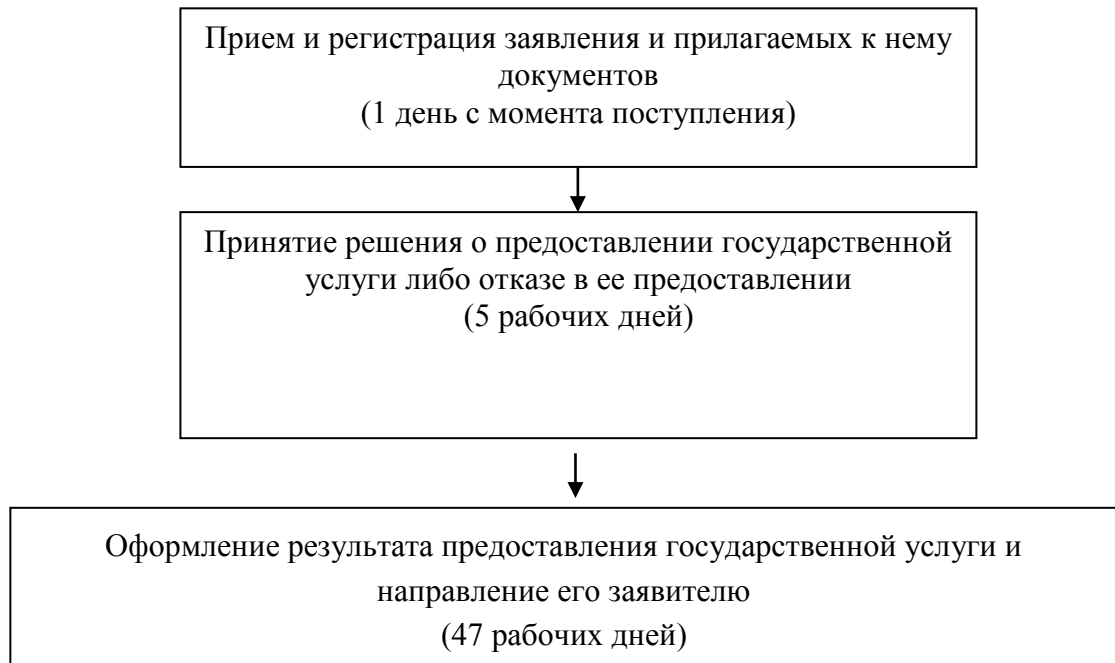 Прием и регистрация заявления и прилагаемых к нему
документов
(1 день с момента поступления)
Принятие решения о предоставлении государственной
услуги либо отказе в ее предоставлении
(5 рабочих дней)
Оформление результата предоставления государственной услуги и
направление его заявителю
(47 рабочих дней)